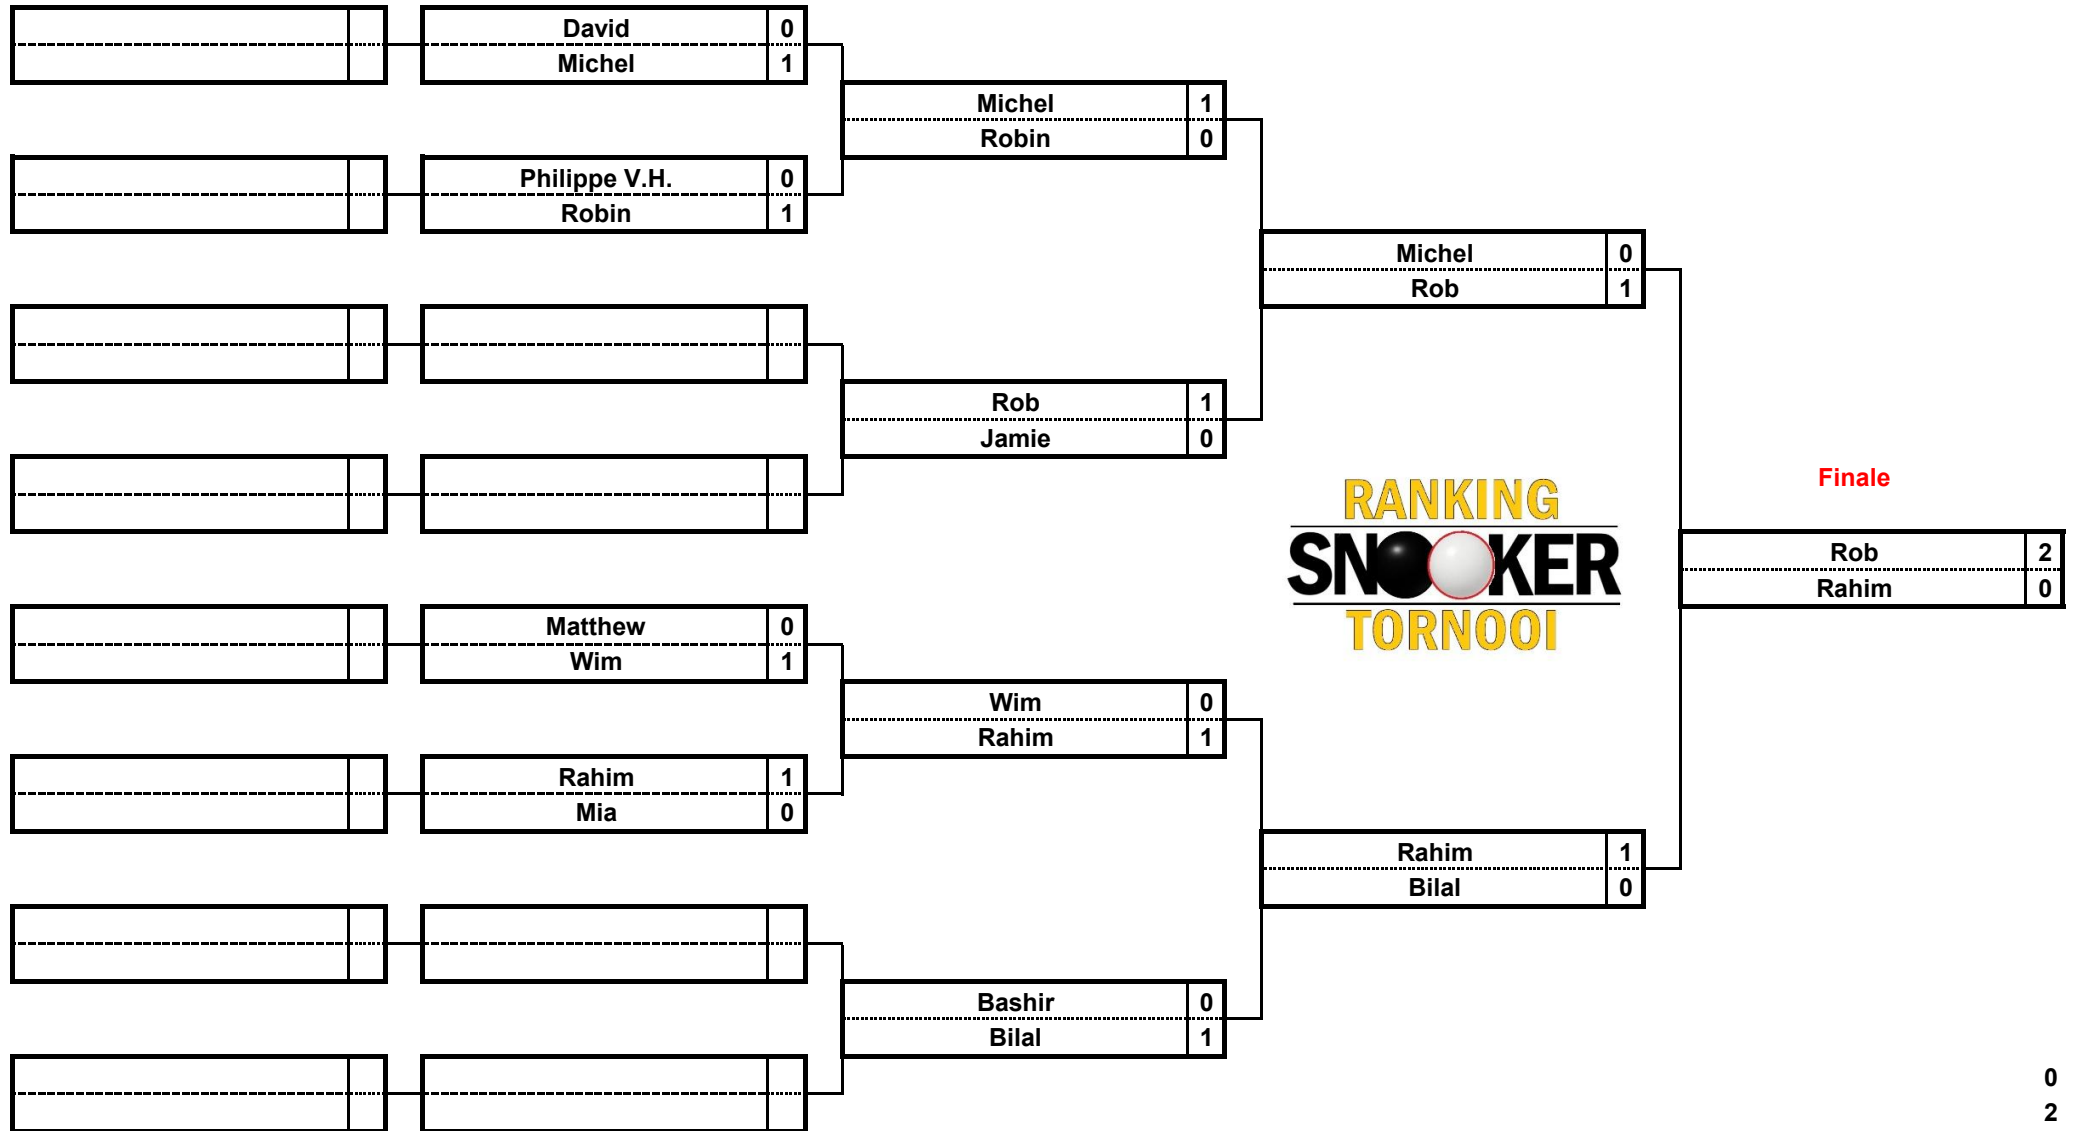 David 0
Michel 1
Michel 1
Robin 0
Philippe V.H. 0
Robin 1
Michel 0
Rob 1
Rob 1
Jamie 0
Finale
RANKING
SNOOKER
TORNOOI
Rob 2
Rahim 0
Matthew 0
Wim 1
Wim 0
Rahim 1
Rahim 1
Mia 0
Rahim 1
Bilal 0
Bashir 0
Bilal 1
0
2